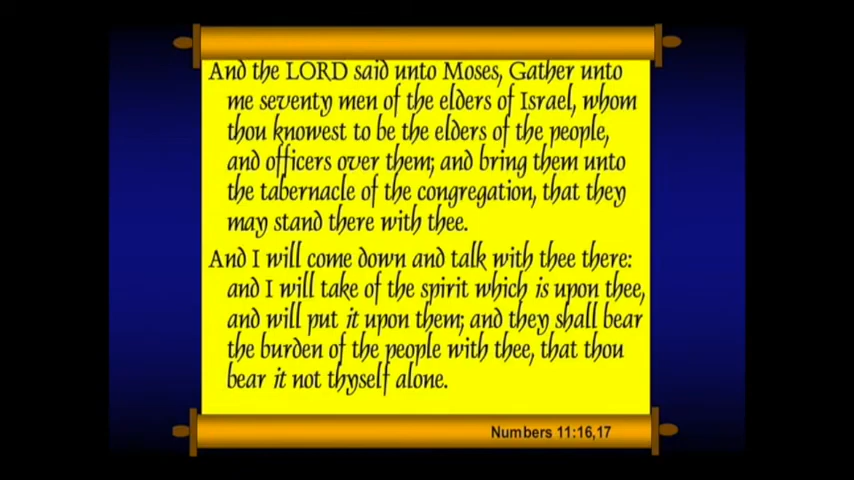 And the LORD said unto Moses, Gather unto
me seventy men of the elders of Israel, whom
thou knowest to be the elders of the people,
and officers over them; and bring them unto
the tabernacle of the congregation, that they
may stand there with thee.
And I will come down and talk with thee there:
and I will take of the spirit which is upon thee,
and will put it upon them; and they shall bear
the burden of the people with thee, that thou
bear it not thyself alone.
Numbers 11:16,17